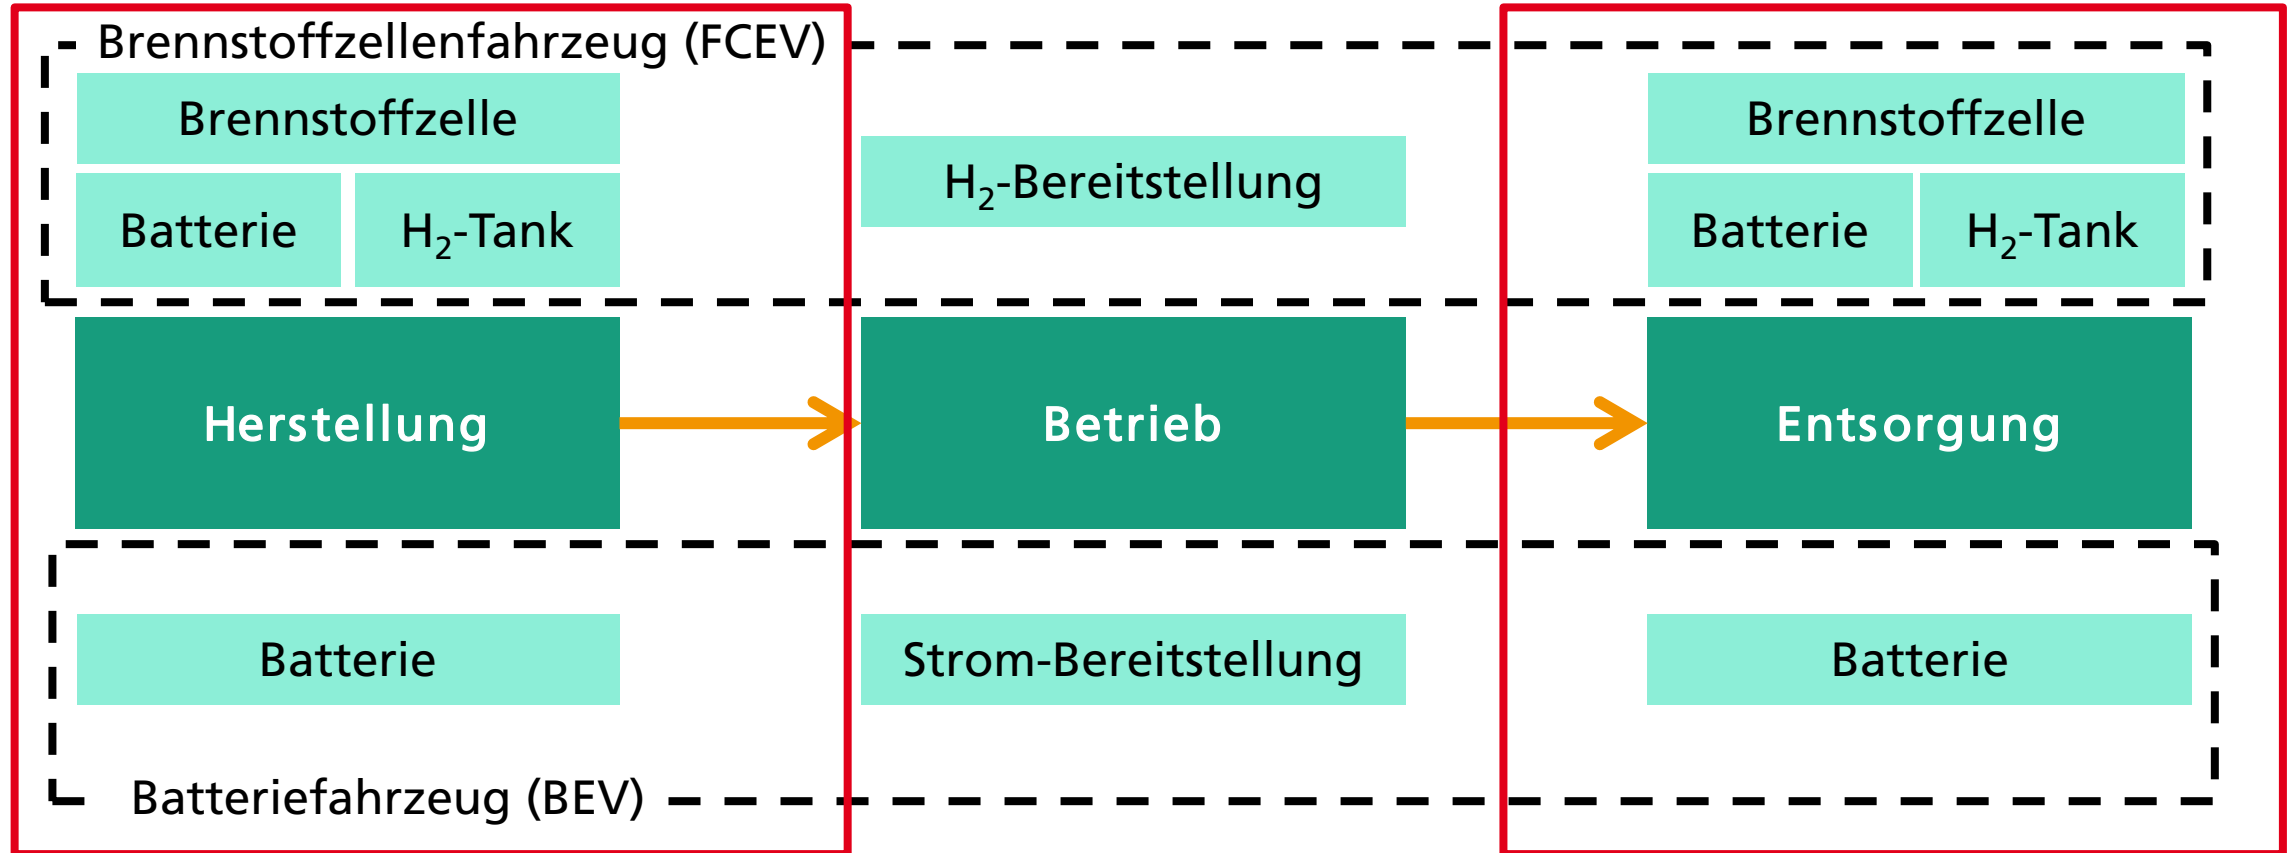 Brennstoffzellenfahrzeug (FCEV)
Brennstoffzelle
Batterie
H₂-Tank
H₂-Bereitstellung
Brennstoffzelle
Batterie
H₂-Tank
Herstellung
Betrieb
Entsorgung
Batterie
Strom-Bereitstellung
Batterie
Batteriefahrzeug (BEV)